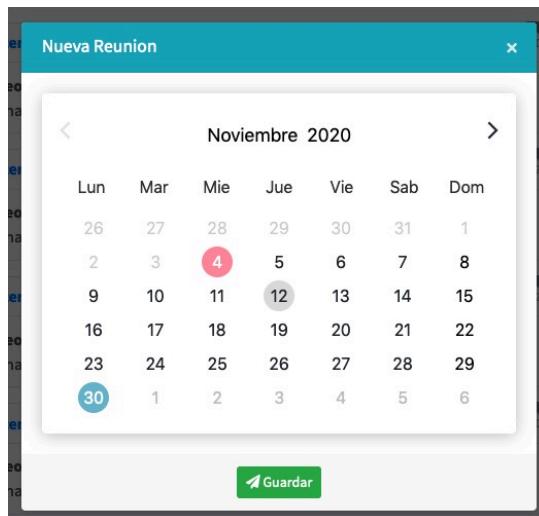 Nueva Reunion ×
Noviembre 2020
Lun Mar Mie Jue Vie Sab Dom
26 27 28 29 30 31 1
2 3 4 5 6 7 8
9 10 11 12 13 14 15
16 17 18 19 20 21 22
23 24 25 26 27 28 29
30 1 2 3 4 5 6
Guardar